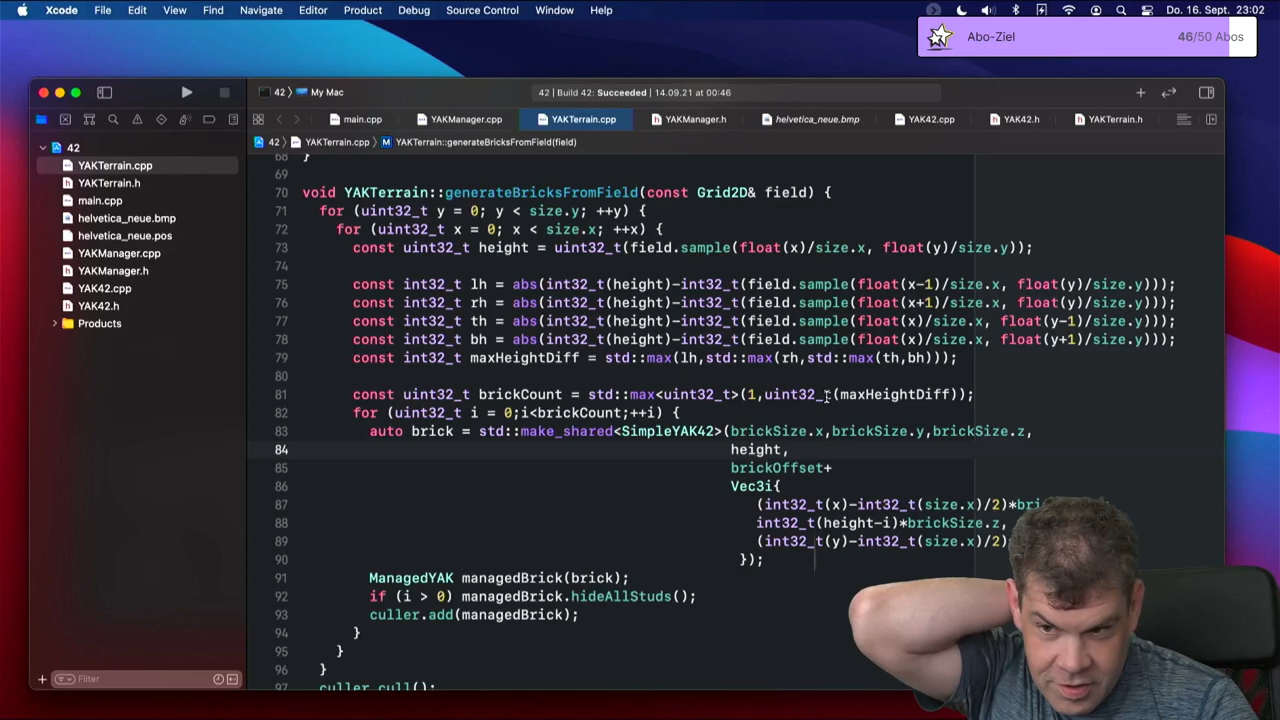 Xcode File Edit View Find Navigate Editor Product Debug Source Control Window Help Do. 16. Sept. 23:02
Abo-Ziel 46/50 Abos
42 〉 My Mac 42 | Build 42: Succeeded | 14.09.21 at 00:46
main.cpp YAKManager.cpp YAKTerrain.cpp YAKManager.h helvetica_neue.bmp YAK42.cpp YAK42.h YAKTerrain.h
42 〉 YAKTerrain.cpp 〉 M YAKTerrain::generateBricksFromField(field)
42
YAKTerrain.cpp
YAKTerrain.h
main.cpp
helvetica_neue.bmp
helvetica_neue.pos
YAKManager.cpp
YAKManager.h
YAK42.cpp
YAK42.h
Products
Filter
68 }
69
70 void YAKTerrain::generateBricksFromField(const Grid2D& field) {
71 for (uint32_t y = 0; y < size.y; ++y) {
72 for (uint32_t x = 0; x < size.x; ++x) {
73 const uint32_t height = uint32_t(field.sample(float(x)/size.x, float(y)/size.y));
74
75 const int32_t lh = abs(int32_t(height)-int32_t(field.sample(float(x-1)/size.x, float(y)/size.y)));
76 const int32_t rh = abs(int32_t(height)-int32_t(field.sample(float(x+1)/size.x, float(y)/size.y)));
77 const int32_t th = abs(int32_t(height)-int32_t(field.sample(float(x)/size.x, float(y-1)/size.y)));
78 const int32_t bh = abs(int32_t(height)-int32_t(field.sample(float(x)/size.x, float(y+1)/size.y)));
79 const int32_t maxHeightDiff = std::max(lh,std::max(rh,std::max(th,bh)));
80
81 const uint32_t brickCount = std::max<uint32_t>(1,uint32_t(maxHeightDiff));
82 for (uint32_t i = 0;i<brickCount;++i) {
83 auto brick = std::make_shared<SimpleYAK42>(brickSize.x,brickSize.y,brickSize.z,
84 height,
85 brickOffset+
86 Vec3i{
87 (int32_t(x)-int32_t(size.x)/2)*
88 int32_t(height-i)*brickSize.z,
89 (int32_t(y)-int32_t(size.x)/2)
90 });
91 ManagedYAK managedBrick(brick);
92 if (i > 0) managedBrick.hideAllStuds();
93 culler.add(managedBrick);
94 }
95 }
96 }
97 culler.cull();